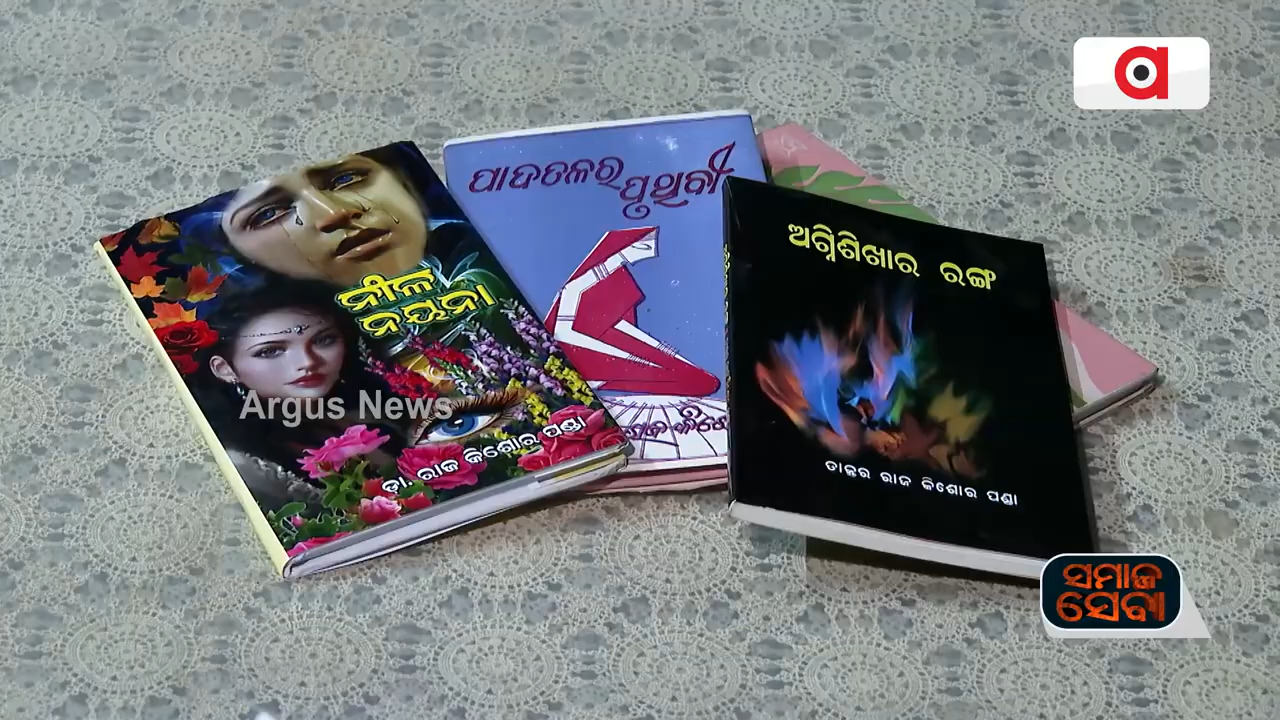 ପାଦତଳର
ପୃଥିବୀ
ନୀଳ
ନୟନା
ଡା. ରାଜ କିଶୋର ପଣ୍ଡା
ଅଗ୍ନିଶିଖାର ରଙ୍ଗ
ଡାକ୍ତର ରାଜ କିଶୋର ପଣ୍ଡା
Argus News
a
ସମାଜ
ସେବୀ